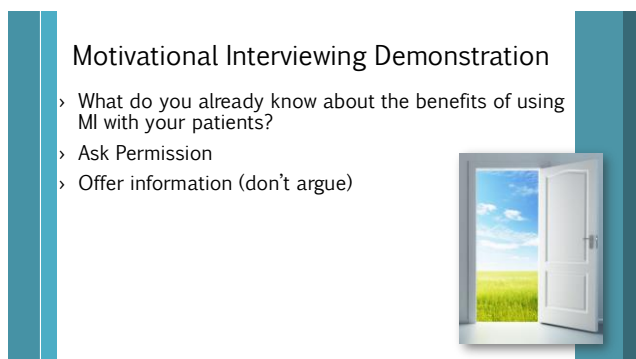 Motivational Interviewing Demonstration
› What do you already know about the benefits of using
MI with your patients?
› Ask Permission
› Offer information (don't argue)